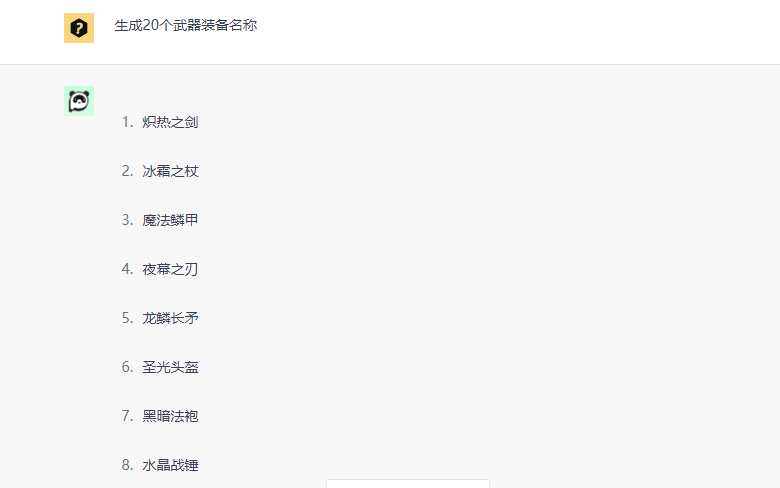 生成20个武器装备名称
1. 炽热之剑
2. 冰霜之杖
3. 魔法鳞甲
4. 夜幕之刃
5. 龙鳞长矛
6. 圣光头盔
7. 黑暗法袍
8. 水晶战锤